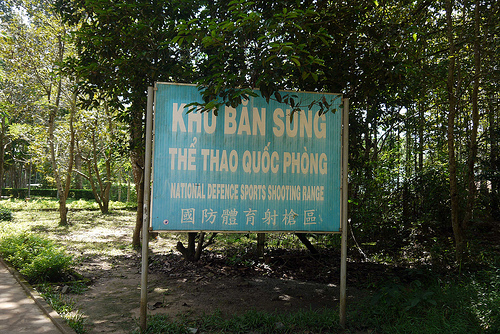 KHU BẮN SÚNG
THỂ THAO QUỐC PHÒNG
NATIONAL DEFENCE SPORTS SHOOTING RANGE
國防體育射槍區